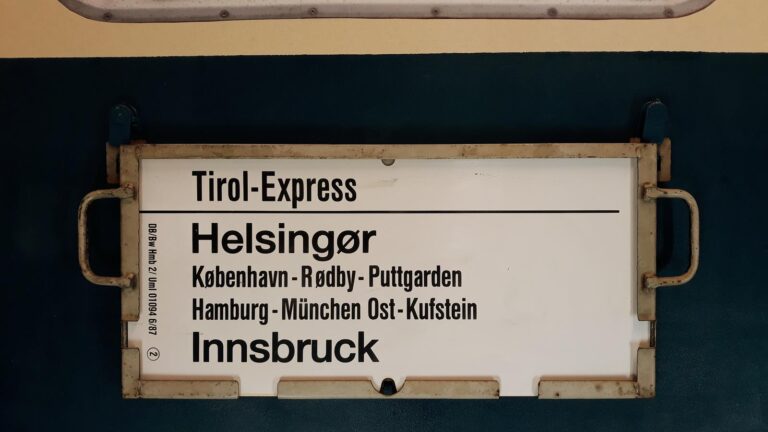 Tirol-Express
Helsingør
København - Rødby - Puttgarden
Hamburg - München Ost - Kufstein
Innsbruck
DB/Bw Hmb 2/ Uml 01094 6/87 2